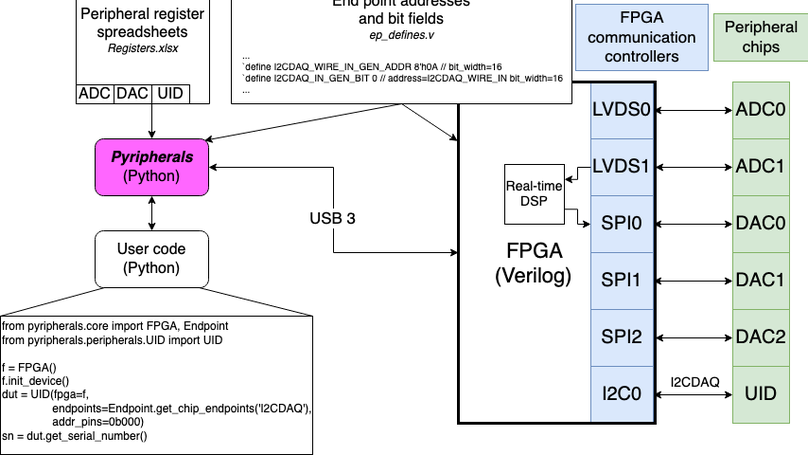 Peripheral register
spreadsheets
Registers.xlsx
ADC DAC UID
End point addresses
and bit fields
ep_defines.v
...
`define I2CDAQ_WIRE_IN_GEN_ADDR 8'h0A // bit_width=16
`define I2CDAQ_IN_GEN_BIT 0 // address=I2CDAQ_WIRE_IN bit_width=16
...
FPGA
communication
controllers
Peripheral
chips
Pyripherals
(Python)
User code
(Python)
USB 3
Real-time
DSP
FPGA
(Verilog)
LVDS0
LVDS1
SPI0
SPI1
SPI2
I2C0
I2CDAQ
ADC0
ADC1
DAC0
DAC1
DAC2
UID
from pyripherals.core import FPGA, Endpoint
from pyripherals.peripherals.UID import UID
f = FPGA()
f.init_device()
dut = UID(fpga=f,
endpoints=Endpoint.get_chip_endpoints('I2CDAQ'),
addr_pins=0b000)
sn = dut.get_serial_number()